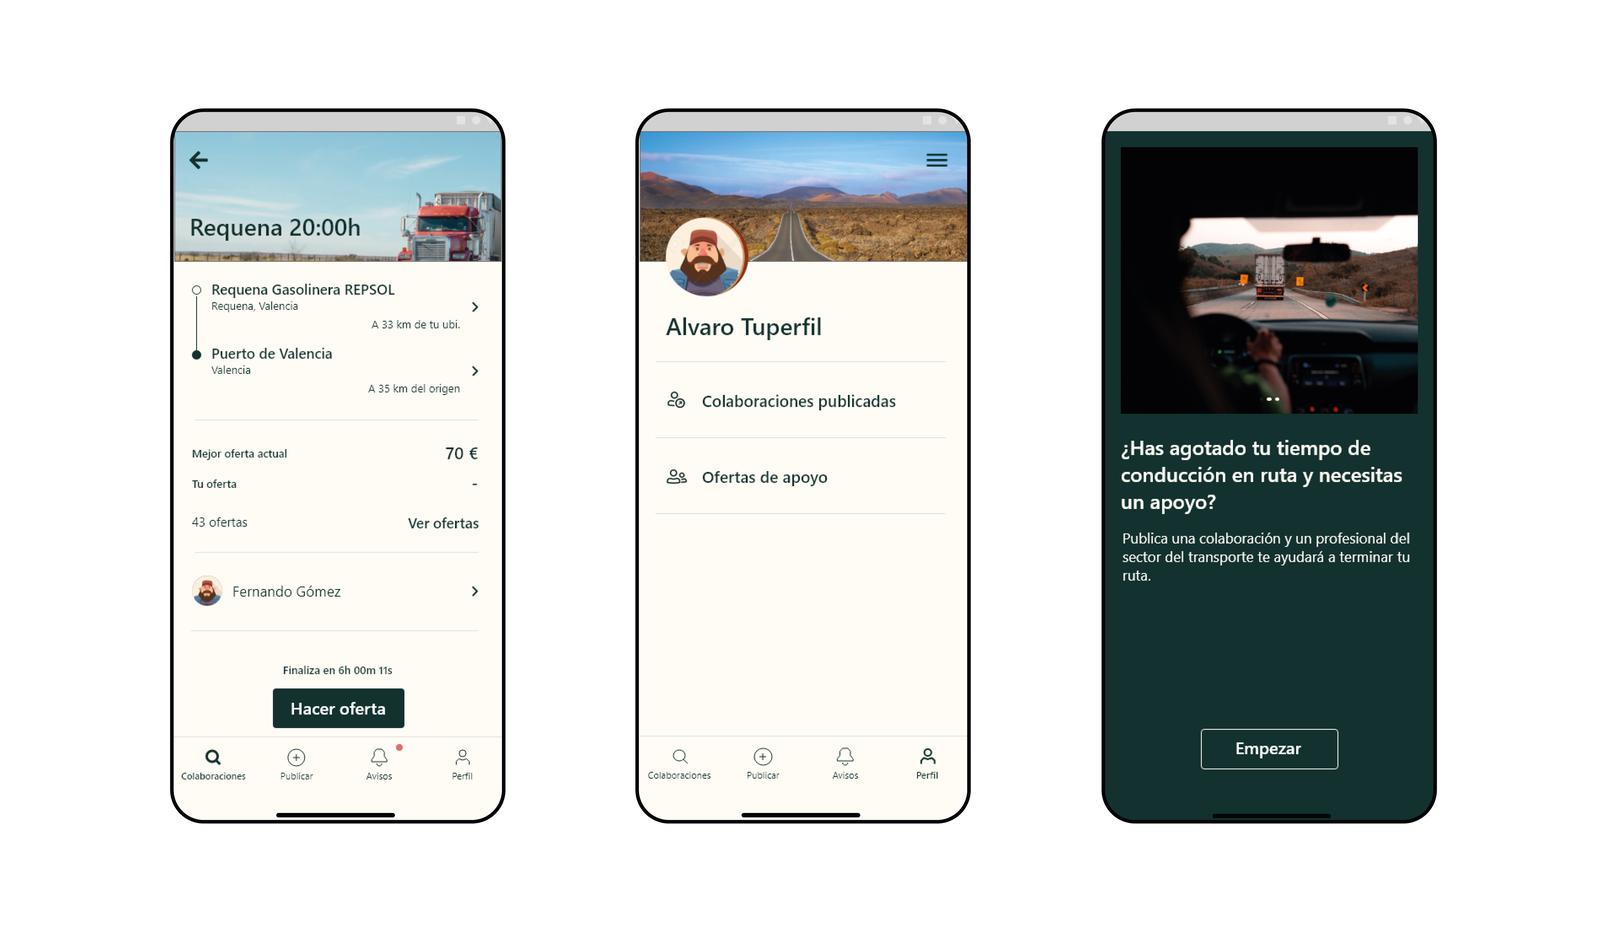 Requena 20:00h
Requena Gasolinera REPSOL
Requena, Valencia
A 33 km de tu ubi.
Puerto de Valencia
Valencia
A 35 km del origen
Mejor oferta actual 70 €
Tu oferta -
43 ofertas Ver ofertas
Fernando Gómez
Finaliza en 6h 00m 11s
Hacer oferta
Colaboraciones Publicar Avisos Perfil
Alvaro Tuperfil
Colaboraciones publicadas
Ofertas de apoyo
Colaboraciones Publicar Avisos Perfil
¿Has agotado tu tiempo de
conducción en ruta y necesitas
un apoyo?
Publica una colaboración y un profesional del
sector del transporte te ayudará a terminar tu
ruta.
Empezar